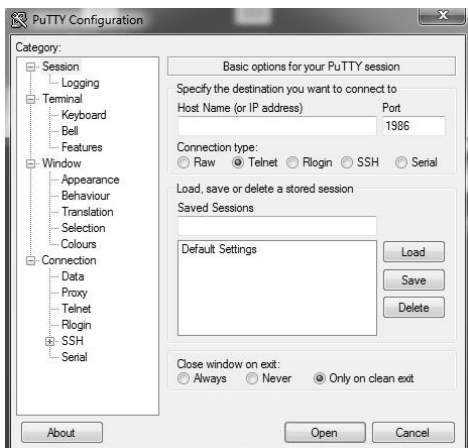 PuTTY Configuration
x
Category:
Session
Logging
Terminal
Keyboard
Bell
Features
Window
Appearance
Behaviour
Translation
Selection
Colours
Connection
Data
Proxy
Telnet
Rlogin
SSH
Serial
Basic options for your PuTTY session
Specify the destination you want to connect to
Host Name (or IP address) Port
1986
Connection type:
Raw Telnet Rlogin SSH Serial
Load, save or delete a stored session
Saved Sessions
Default Settings
Load
Save
Delete
Close window on exit:
Always Never Only on clean exit
About Open Cancel